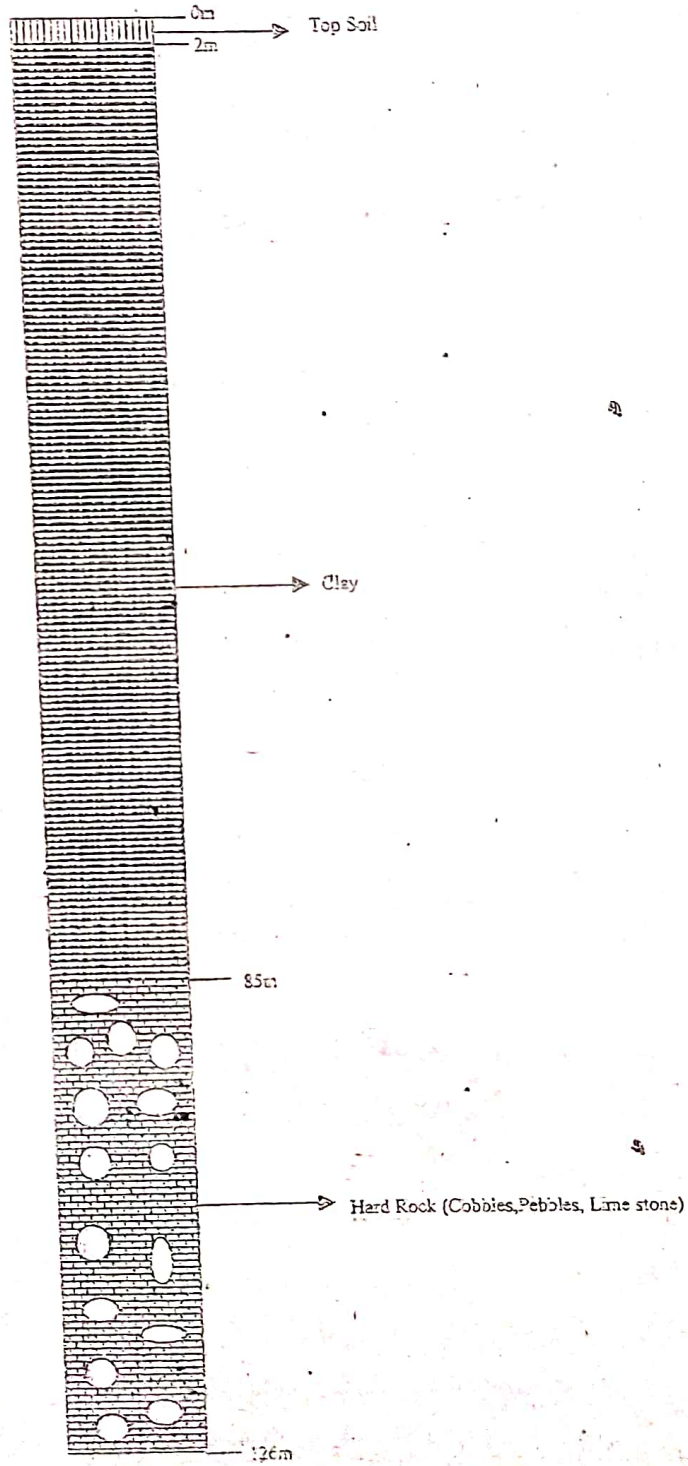 0m
Top Soil
2m
Clay
85m
Hard Rock (Cobbles,Pebbles, Lime stone)
126m